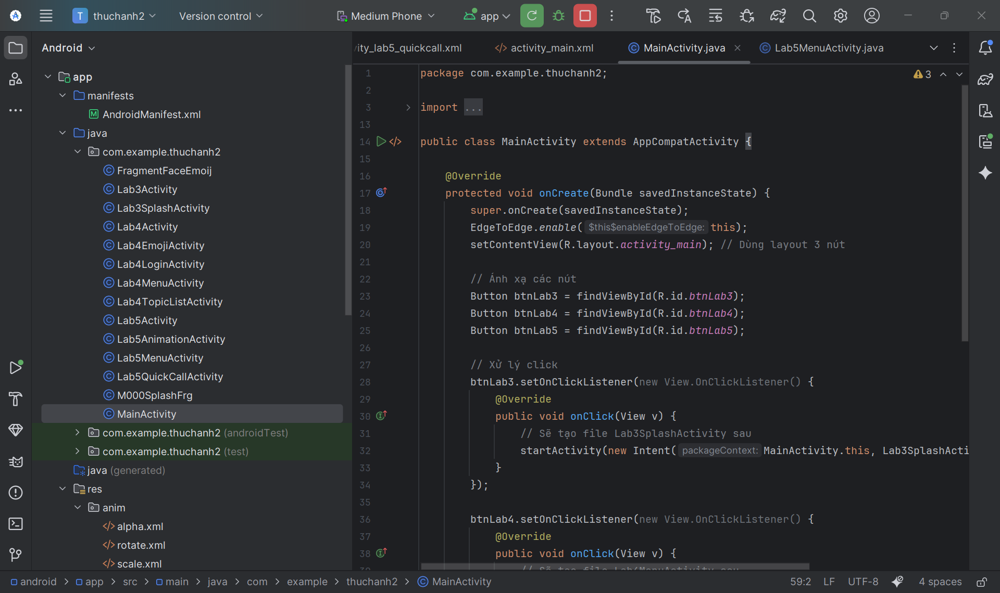 T thuchanh2 Version control Medium Phone app
Android
app
manifests
AndroidManifest.xml
java
com.example.thuchanh2
FragmentFaceEmoij
Lab3Activity
Lab3SplashActivity
Lab4Activity
Lab4EmojiActivity
Lab4LoginActivity
Lab4MenuActivity
Lab4TopicListActivity
Lab5Activity
Lab5AnimationActivity
Lab5MenuActivity
Lab5QuickCallActivity
M000SplashFrg
MainActivity
com.example.thuchanh2 (androidTest)
com.example.thuchanh2 (test)
java (generated)
res
anim
alpha.xml
rotate.xml
scale.xml
ity_lab5_quickcall.xml activity_main.xml MainActivity.java Lab5MenuActivity.java
3
1 package com.example.thuchanh2;
2
3 import ...
13
14 public class MainActivity extends AppCompatActivity {
15
16 @Override
17 protected void onCreate(Bundle savedInstanceState) {
18 super.onCreate(savedInstanceState);
19 EdgeToEdge.enable( $this$enableEdgeToEdge: this);
20 setContentView(R.layout.activity_main); // Dùng layout 3 nút
21
22 // Ánh xạ các nút
23 Button btnLab3 = findViewById(R.id.btnLab3);
24 Button btnLab4 = findViewById(R.id.btnLab4);
25 Button btnLab5 = findViewById(R.id.btnLab5);
26
27 // Xử lý click
28 btnLab3.setOnClickListener(new View.OnClickListener() {
29 @Override
30 public void onClick(View v) {
31 // Sẽ tạo file Lab3SplashActivity sau
32 startActivity(new Intent( packageContext: MainActivity.this, Lab3SplashActi
33 }
34 });
35
36 btnLab4.setOnClickListener(new View.OnClickListener() {
37 @Override
38 public void onClick(View v) {
39 // Sẽ tạo file Lab4MenuActivity sau
android > app > src > main > java > com > example > thuchanh2 > MainActivity
59:2 LF UTF-8 4 spaces